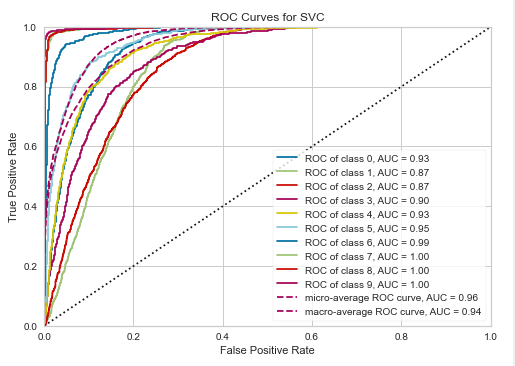 ROC Curves for SVC
1.0
0.8
0.6
0.4
0.2
0.0
True Positive Rate
ROC of class 0, AUC = 0.93
ROC of class 1, AUC = 0.87
ROC of class 2, AUC = 0.87
ROC of class 3, AUC = 0.90
ROC of class 4, AUC = 0.93
ROC of class 5, AUC = 0.95
ROC of class 6, AUC = 0.99
ROC of class 7, AUC = 1.00
ROC of class 8, AUC = 1.00
ROC of class 9, AUC = 1.00
micro-average ROC curve, AUC = 0.96
macro-average ROC curve, AUC = 0.94
0.0 0.2 0.4 0.6 0.8 1.0
False Positive Rate